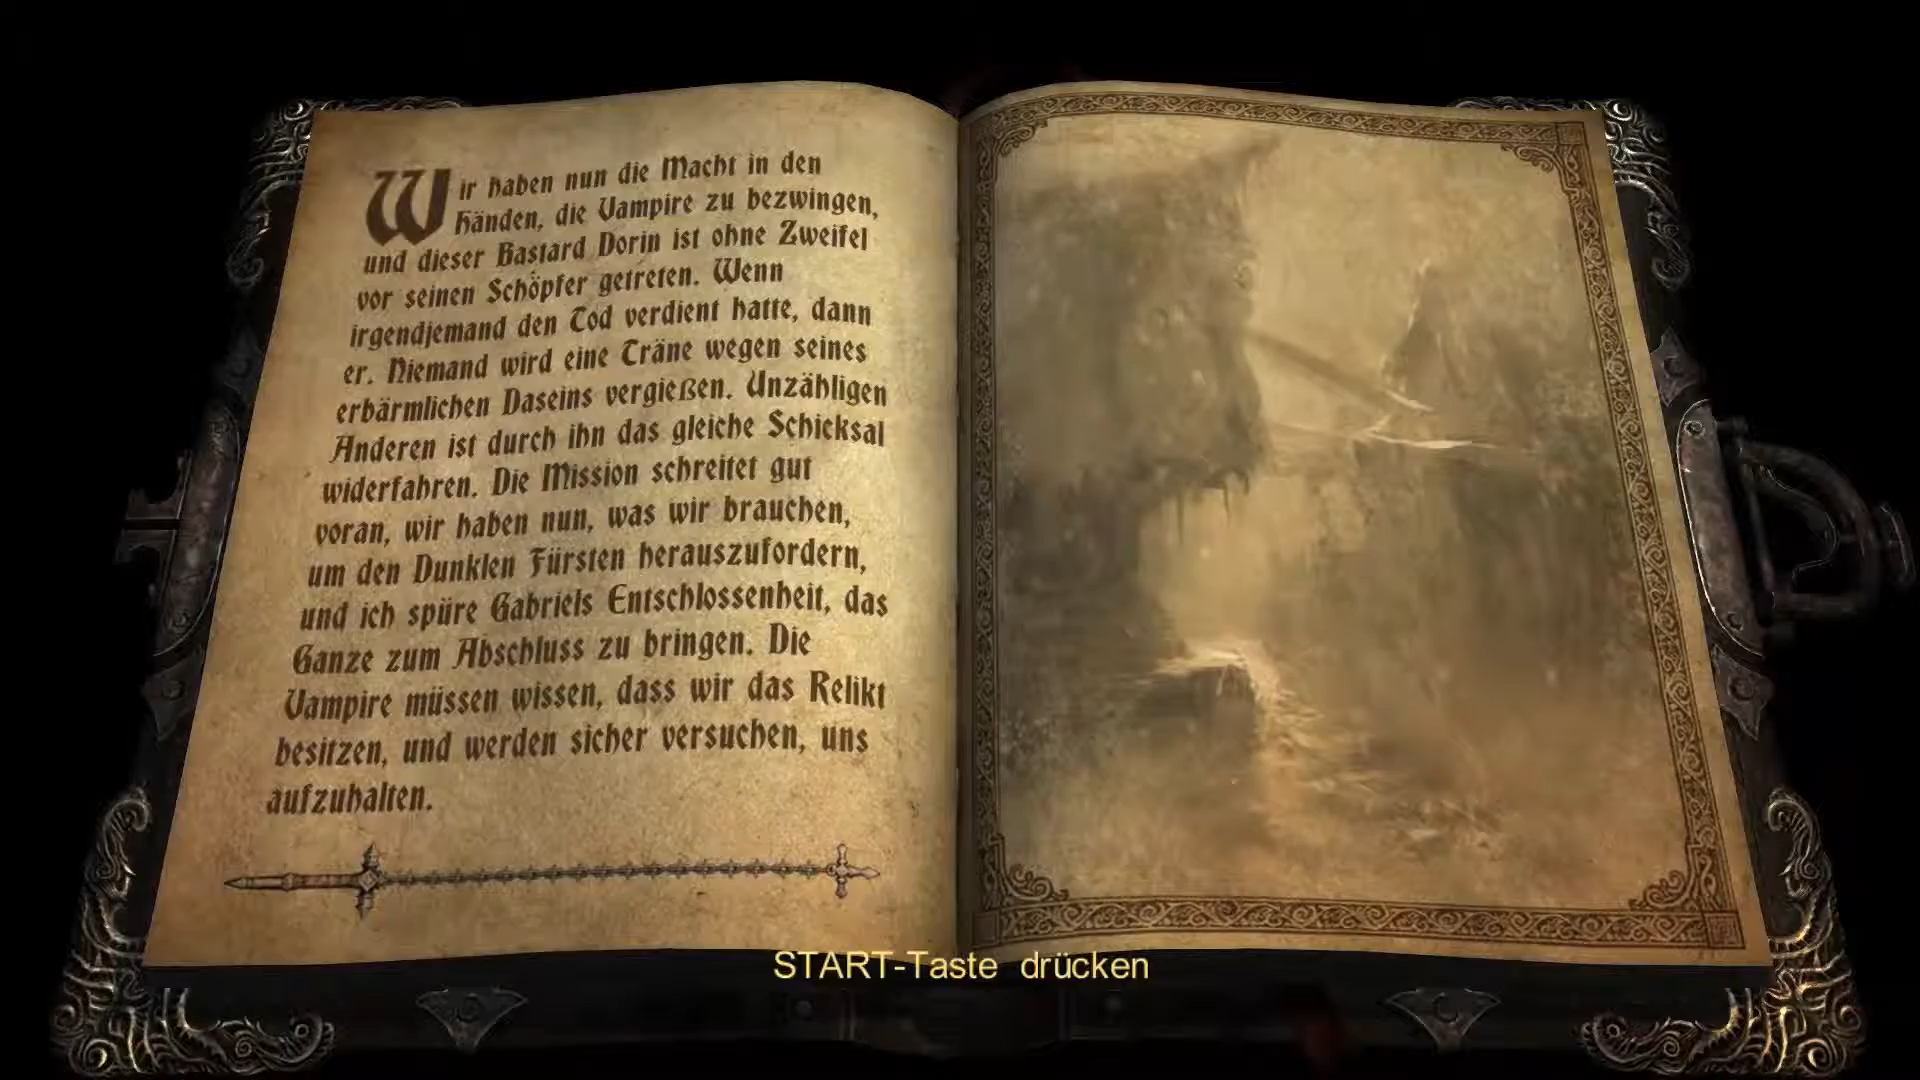 Wir haben nun die Macht in den
Händen, die Vampire zu bezwingen,
und dieser Bastard Dorin ist ohne Zweifel
vor seinen Schöpfer getreten. Wenn
irgendjemand den Tod verdient hatte, dann
er. Niemand wird eine Träne wegen seines
erbärmlichen Daseins vergießen. Unzähligen
Anderen ist durch ihn das gleiche Schicksal
widerfahren. Die Mission schreitet gut
voran, wir haben nun, was wir brauchen,
um den Dunklen Fürsten herauszufordern,
und ich spüre Gabriels Entschlossenheit, das
Ganze zum Abschluss zu bringen. Die
Vampire müssen wissen, dass wir das Relikt
besitzen, und werden sicher versuchen, uns
aufzuhalten.
START-Taste drücken